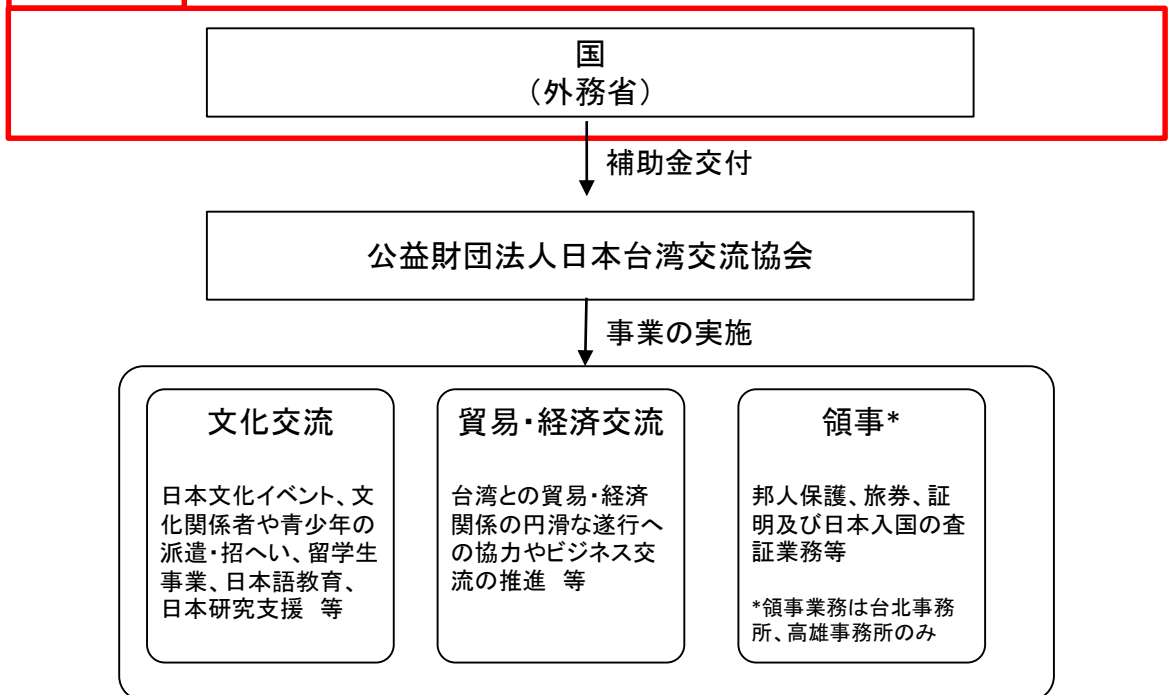 国
(外務省)
補助金交付
公益財団法人日本台湾交流協会
事業の実施
文化交流
日本文化イベント、文
化関係者や青少年の
派遣・招へい、留学生
事業、日本語教育、
日本研究支援　等
貿易・経済交流
台湾との貿易・経済
関係の円滑な遂行へ
の協力やビジネス交
流の推進　等
領事*
邦人保護、旅券、証
明及び日本入国の査
証業務等
*領事業務は台北事務
所、高雄事務所のみ